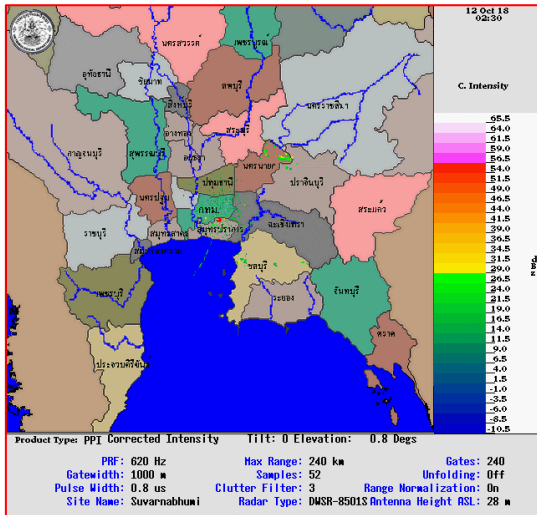 12 Oct 18
02:30
C. Intensity
65.5
64.0
61.5
59.0
56.5
54.0
51.5
49.0
46.5
44.0
41.5
39.0
36.5
34.0
31.5
29.0
26.5
24.0
21.5
19.0
16.5
14.0
11.5
9.0
6.5
4.0
1.5
-1.0
-3.5
-6.0
-8.5
-10.5
นครสวรรค์
เพชรบูรณ์
อุทัยธานี
ชัยนาท
ลพบุรี
สิงห์บุรี
นครราชสีมา
อ่างทอง
สระบุรี
กาญจนบุรี
สุพรรณบุรี
อยุธยา
นครนายก
ปราจีนบุรี
นครปฐม
ปทุมธานี
สระแก้ว
กทม.
ราชบุรี
สมุทรสาคร
สมุทรปราการ
ฉะเชิงเทรา
เพชรบุรี
ชลบุรี
ระยอง
จันทบุรี
ตราด
ประจวบคีรีขันธ์
Product Type: PPI Corrected Intensity Tilt: 0 Elevation: 0.8 Degs
PRF: 620 Hz Max Range: 240 km Gates: 240
Gatewidth: 1000 m Samples: 52 Unfolding: Off
Pulse Width: 0.8 us Clutter Filter: 3 Range Normalization: On
Site Name: Suvarnabhumi Radar Type: DWSR-8501S Antenna Height ASL: 28 m